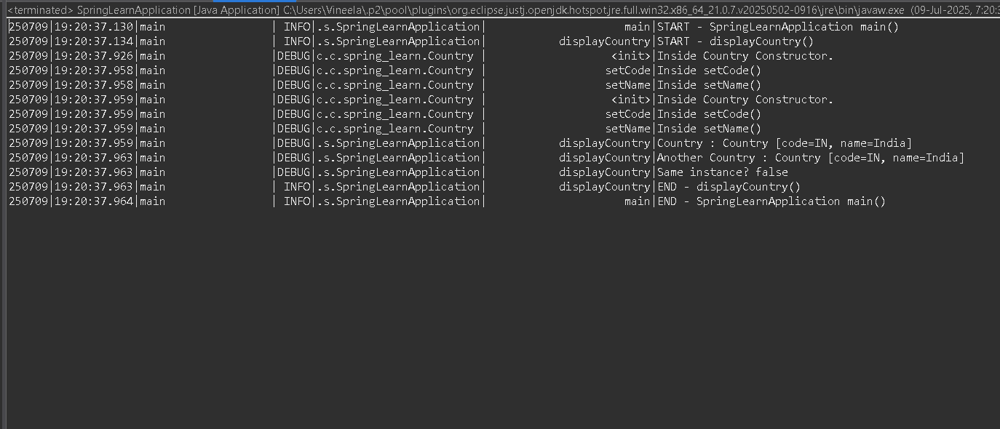 <terminated> SpringLearnApplication [Java Application] C:\Users\Vineela\.p2\pool\plugins\org.eclipse.justj.openjdk.hotspot.jre.full.win32.x86_64_21.0.7.v20250502-0916\jre\bin\javaw.exe (09-Jul-2025, 7:20:3
250709|19:20:37.130|main                | INFO|.s.SpringLearnApplication|                     main|START - SpringLearnApplication main()
250709|19:20:37.134|main                | INFO|.s.SpringLearnApplication|           displayCountry|START - displayCountry()
250709|19:20:37.926|main                |DEBUG|c.c.spring_learn.Country |                   <init>|Inside Country Constructor.
250709|19:20:37.958|main                |DEBUG|c.c.spring_learn.Country |                  setCode|Inside setCode()
250709|19:20:37.958|main                |DEBUG|c.c.spring_learn.Country |                  setName|Inside setName()
250709|19:20:37.959|main                |DEBUG|c.c.spring_learn.Country |                   <init>|Inside Country Constructor.
250709|19:20:37.959|main                |DEBUG|c.c.spring_learn.Country |                  setCode|Inside setCode()
250709|19:20:37.959|main                |DEBUG|c.c.spring_learn.Country |                  setName|Inside setName()
250709|19:20:37.959|main                |DEBUG|.s.SpringLearnApplication|           displayCountry|Country : Country [code=IN, name=India]
250709|19:20:37.963|main                |DEBUG|.s.SpringLearnApplication|           displayCountry|Another Country : Country [code=IN, name=India]
250709|19:20:37.963|main                |DEBUG|.s.SpringLearnApplication|           displayCountry|Same instance? false
250709|19:20:37.963|main                | INFO|.s.SpringLearnApplication|           displayCountry|END - displayCountry()
250709|19:20:37.964|main                | INFO|.s.SpringLearnApplication|                     main|END - SpringLearnApplication main()